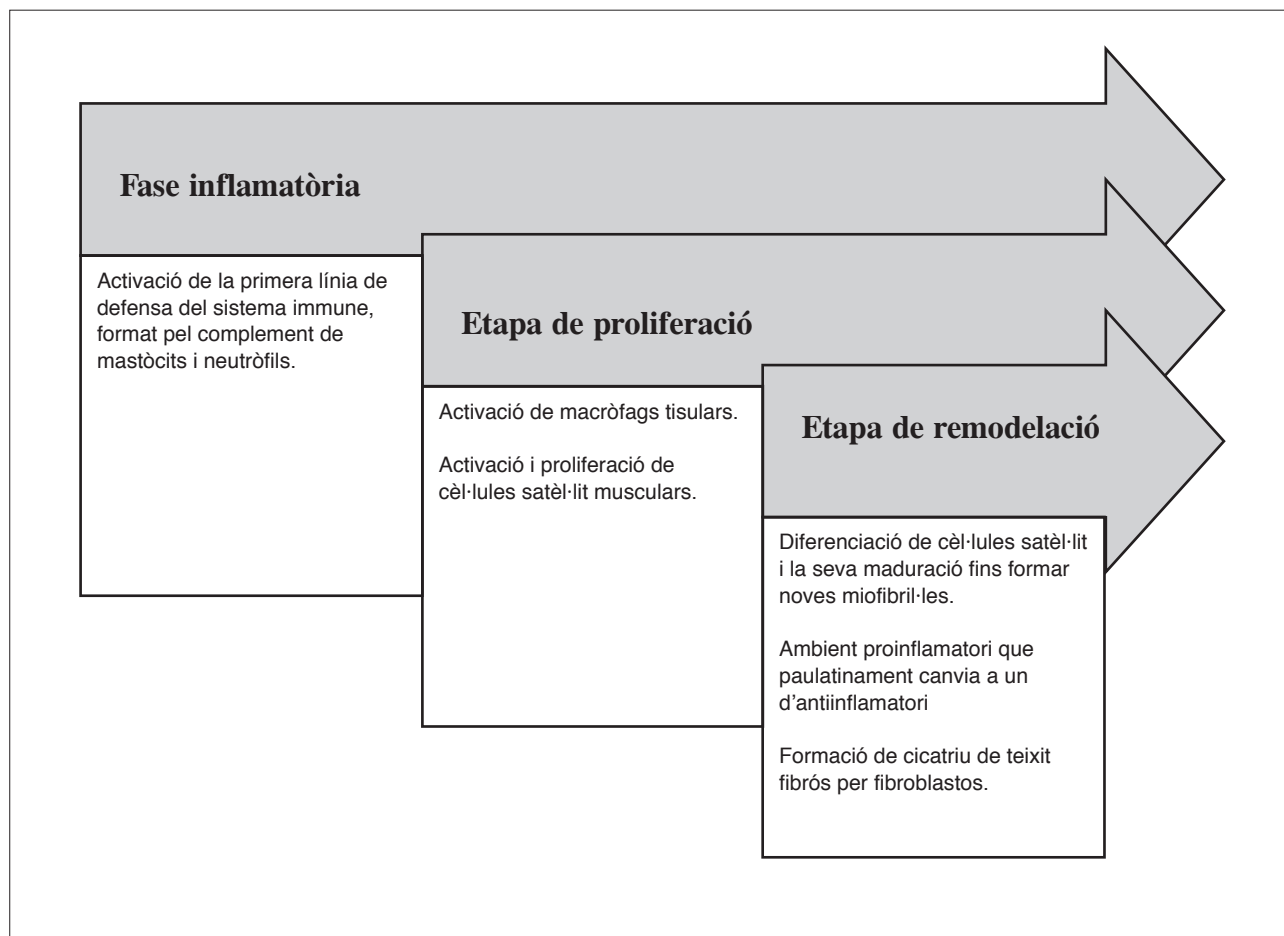 Fase inflamatòria
Activació de la primera línia de
defensa del sistema immune,
format pel complement de
mastòcits i neutròfils.
Etapa de proliferació
Activació de macròfags tisulars.
Activació i proliferació de
cèl·lules satèl·lit musculars.
Etapa de remodelació
Diferenciació de cèl·lules satèl·lit
i la seva maduració fins formar
noves miofibril·les.
Ambient proinflamatori que
paulatinament canvia a un
d’antiinflamatori
Formació de cicatriu de teixit
fibrós per fibroblastos.